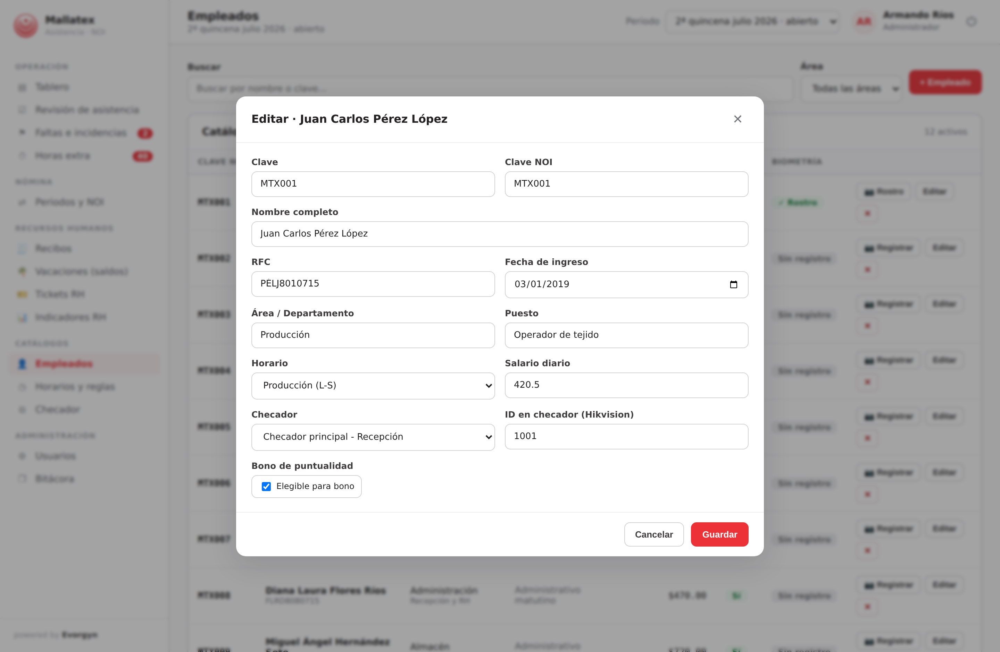 Mallatex
Asistencia · NOI
OPERACIÓN
Tablero
Revisión de asistencia
Faltas e incidencias 2
Horas extra 40
NÓMINA
Periodos y NOI
RECURSOS HUMANOS
Recibos
Vacaciones (saldos)
Tickets RH
Indicadores RH
CATÁLOGOS
Empleados
Horarios y reglas
Checador
ADMINISTRACIÓN
Usuarios
Bitácora
powered by Evorgyn
Empleados
2ª quincena julio 2026 · abierto
Periodo 2ª quincena julio 2026 · abierto
AR
Armando Ríos
Administrador
Buscar
Buscar por nombre o clave...
Área
Todas las áreas
+ Empleado
12 activos
CLAVE
BIOMETRÍA
MTX001 ✓ Rostro Rostro Editar
MTX002 Sin registro Registrar Editar
MTX003 Sin registro Registrar Editar
MTX004 Sin registro Registrar Editar
MTX005 Sin registro Registrar Editar
MTX006 Sin registro Registrar Editar
MTX007 Sin registro Registrar Editar
MTX008 Diana Laura Flores Ríos Administración Administrativo $470.00 Sí Sin registro Registrar Editar
Recepción y RH matutino
MTX009 Miguel Ángel Hernández Almacén Administrativo $720.00 Sí Sin registro Registrar Editar
Soto
Editar · Juan Carlos Pérez López
Clave
MTX001
Clave NOI
MTX001
Nombre completo
Juan Carlos Pérez López
RFC
PÉLJ8010715
Fecha de ingreso
03/01/2019
Área / Departamento
Producción
Puesto
Operador de tejido
Horario
Producción (L-S)
Salario diario
420.5
Checador
Checador principal - Recepción
ID en checador (Hikvision)
1001
Bono de puntualidad
Elegible para bono
Cancelar
Guardar